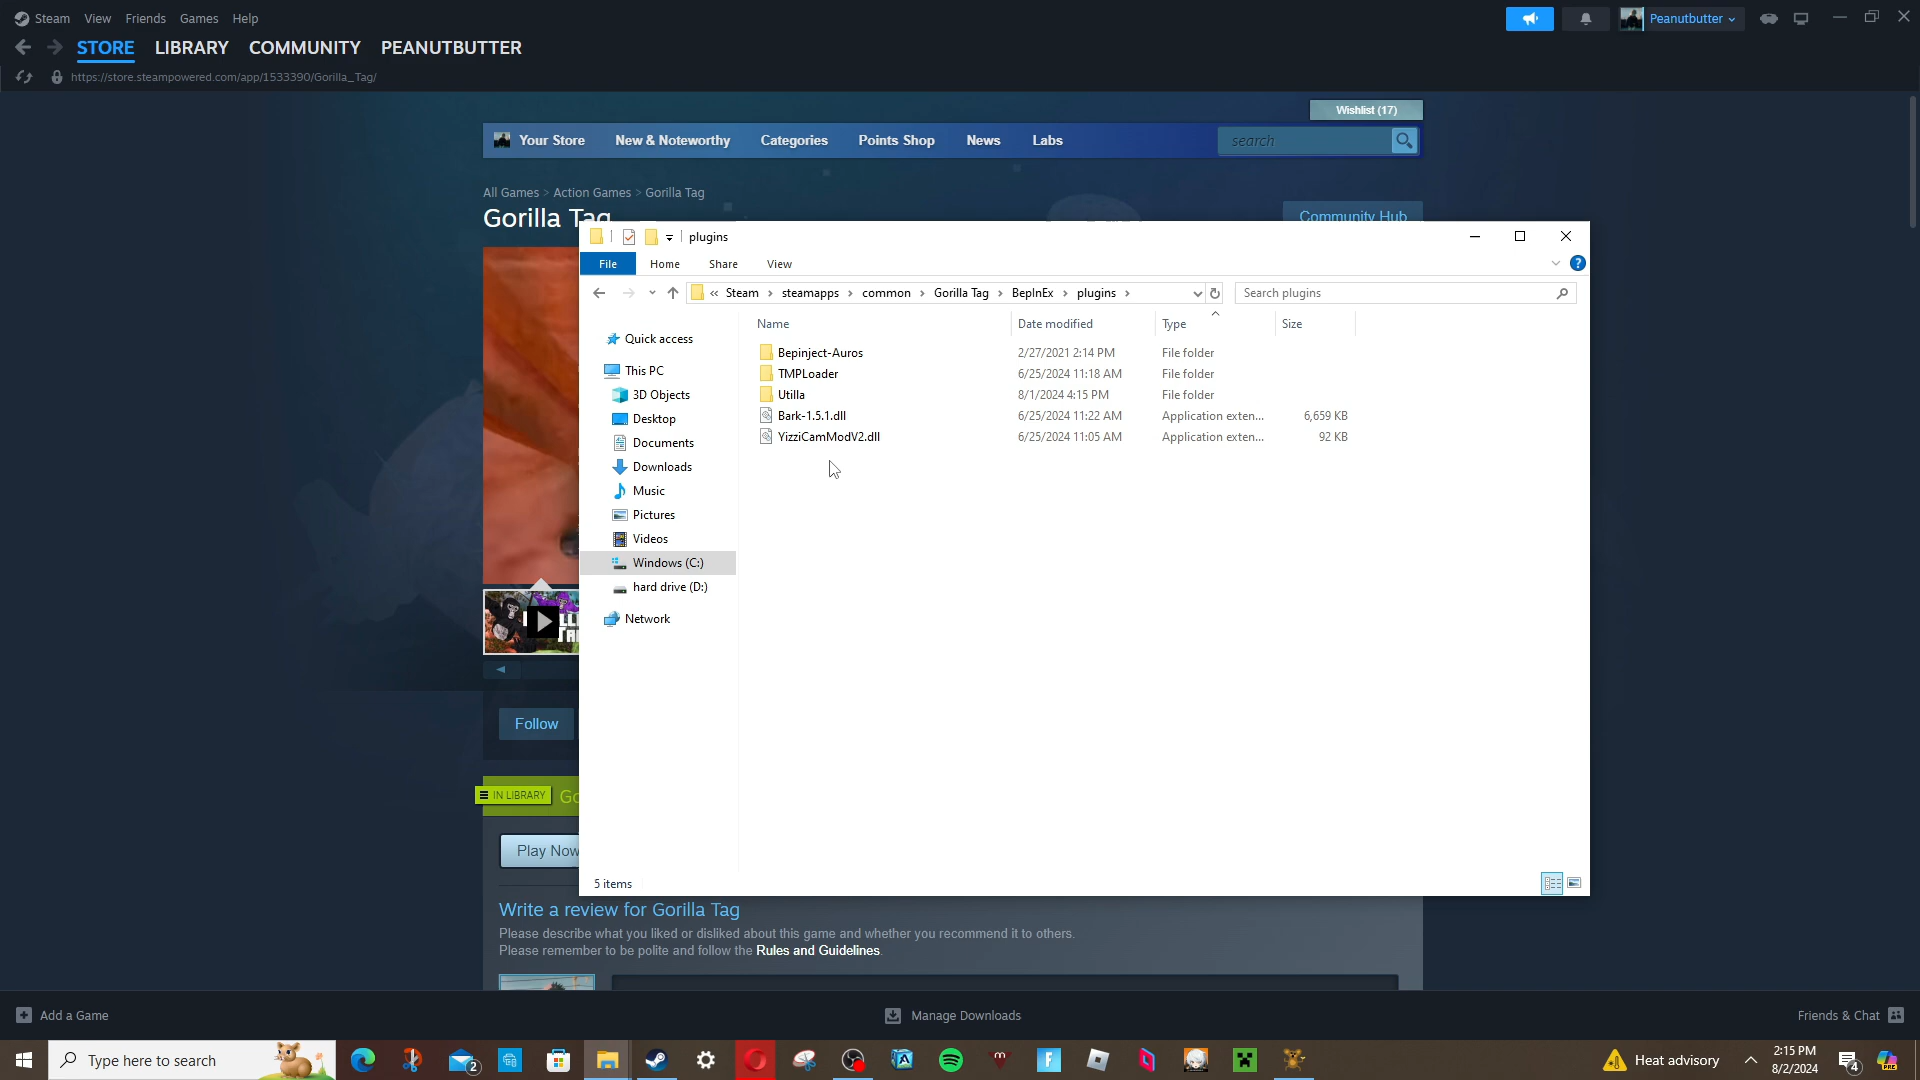 Steam View Friends Games Help
Peanutbutter
STORE LIBRARY COMMUNITY PEANUTBUTTER
https://store.steampowered.com/app/1533390/Gorilla_Tag/
Wishlist (17)
Your Store New & Noteworthy Categories Points Shop News Labs
search
All Games > Action Games > Gorilla Tag
Gorilla Tag
Community Hub
plugins
File Home Share View
« Steam › steamapps › common › Gorilla Tag › BepInEx › plugins ›
Search plugins
Name Date modified Type Size
Quick access
This PC
3D Objects
Desktop
Documents
Downloads
Music
Pictures
Videos
Windows (C:)
hard drive (D:)
Network
Bepinject-Auros 2/27/2021 2:14 PM File folder
TMPLoader 6/25/2024 11:18 AM File folder
Utilla 8/1/2024 4:15 PM File folder
Bark-1.5.1.dll 6/25/2024 11:22 AM Application exten... 6,659 KB
YizziCamModV2.dll 6/25/2024 11:05 AM Application exten... 92 KB
5 items
Follow
IN LIBRARY
Play Now
Write a review for Gorilla Tag
Please describe what you liked or disliked about this game and whether you recommend it to others.
Please remember to be polite and follow the Rules and Guidelines.
Add a Game
Manage Downloads
Friends & Chat
Type here to search
2
Heat advisory
2:15 PM
8/2/2024
4
PRE